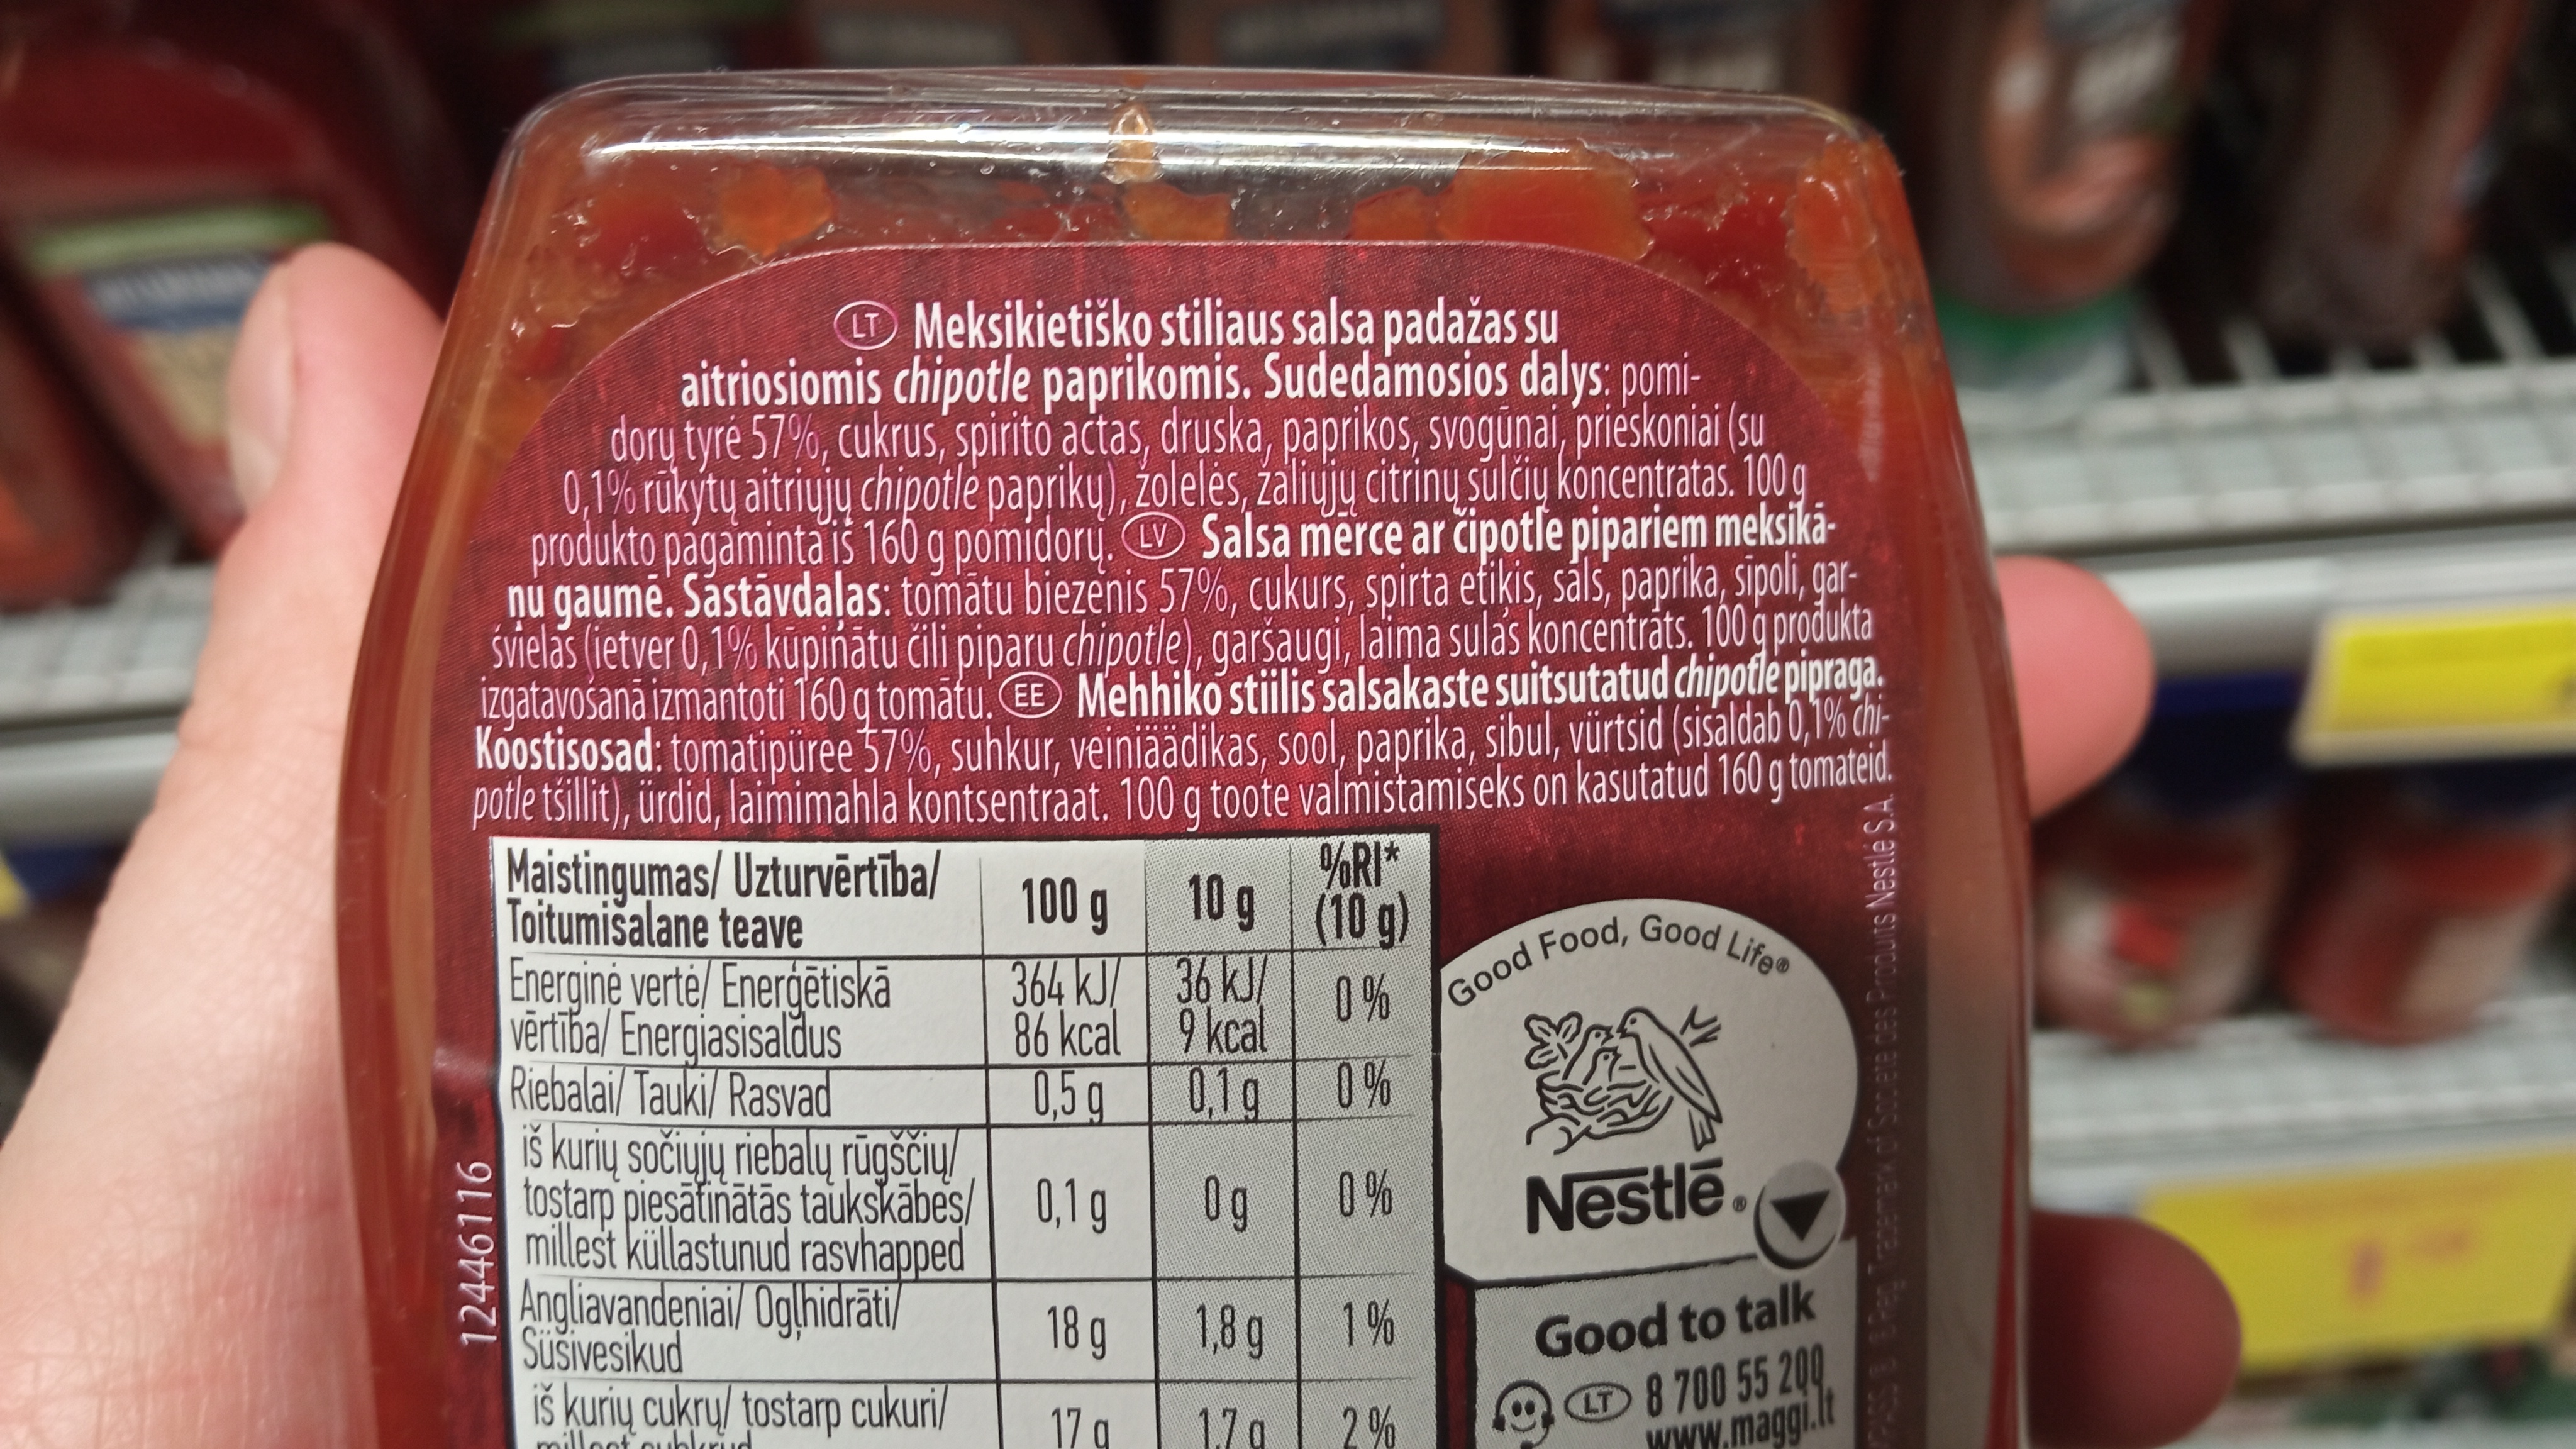 LT Meksikietiško stiliaus salsa padažas su
aitriosiomis chipotle paprikomis. Sudedamosios dalys: pomi-
dorų tyrė 57%, cukrus, spirito actas, druska, paprikos, svogūnai, prieskoniai (su
0,1% rūkytų aitriųjų chipotle paprikų), žolelės, žaliųjų citrinų sulčių koncentratas. 100 g
produkto pagaminta iš 160 g pomidorų. LV Salsa mērce ar čipotle pipariem meksikā-
ņu gaumē. Sastāvdaļas: tomātu biezenis 57%, cukurs, spirta etiķis, sāls, paprika, sīpoli, gar-
švielas (ietver 0,1% kūpinātu čili piparu chipotle), garšaugi, laima sulas koncentrāts. 100 g produkta
izgatavošanā izmantoti 160 g tomātu. EE Mehhiko stiilis salsakaste suitsutatud chipotle pipraga.
Koostisosad: tomatipüree 57%, suhkur, veiniäädikas, sool, paprika, sibul, vürtsid (sisaldab 0,1% chi-
potle tšillit), ürdid, laimimahla kontsentraat. 100 g toote valmistamiseks on kasutatud 160 g tomateid.
Maistingumas/ Uzturvērtība/
Toitumisalane teave
100 g
10 g
%RI*
(10 g)
Energinė vertė/ Enerģētiskā
vērtība/ Energiasisaldus
364 kJ/
86 kcal
36 kJ/
9 kcal
0 %
Riebalai/ Tauki/ Rasvad
0,5 g
0,1 g
0 %
iš kurių sočiųjų riebalų rūgščių/
tostarp piesātinātās taukskābes/
millest küllastunud rasvhapped
0,1 g
0 g
0 %
Angliavandeniai/ Ogļhidrāti/
Süsivesikud
18 g
1,8 g
1 %
iš kurių cukrų/ tostarp cukuri/
17 g
1,7 g
2 %
12446116
Good Food, Good Life®
Nestlē®
Good to talk
LT 8 700 55 200
www.maggi.lt
Reg. Trademark of Société des Produits Nestlé S.A.